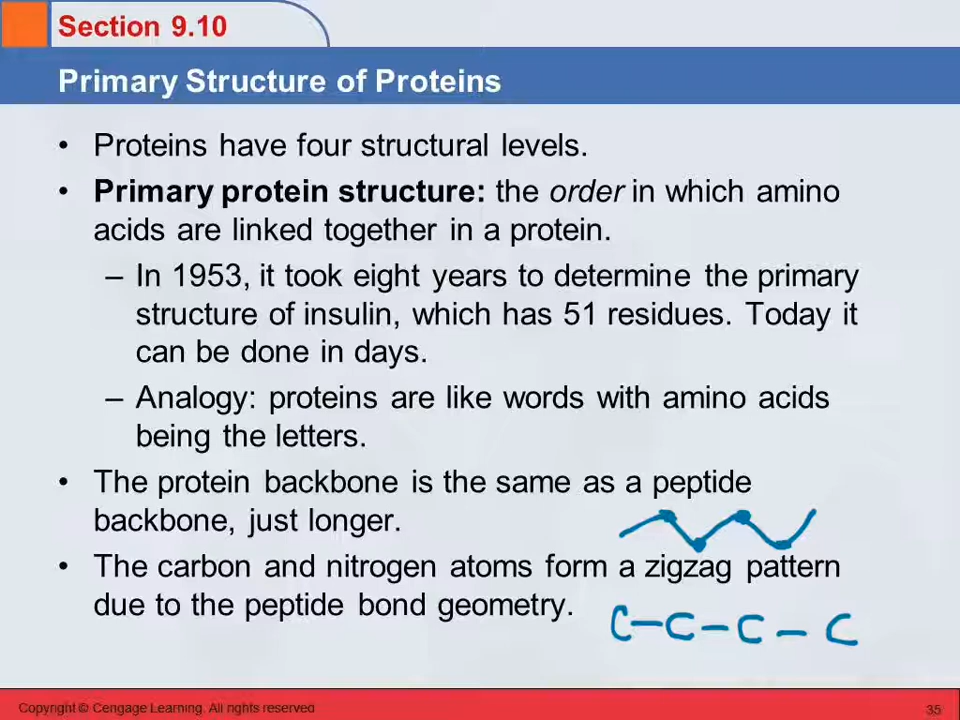 Section 9.10
Primary Structure of Proteins
• Proteins have four structural levels.
• Primary protein structure: the order in which amino
acids are linked together in a protein.
– In 1953, it took eight years to determine the primary
structure of insulin, which has 51 residues. Today it
can be done in days.
– Analogy: proteins are like words with amino acids
being the letters.
• The protein backbone is the same as a peptide
backbone, just longer.
• The carbon and nitrogen atoms form a zigzag pattern
due to the peptide bond geometry.
C–C–C–C
Copyright © Cengage Learning. All rights reserved
35